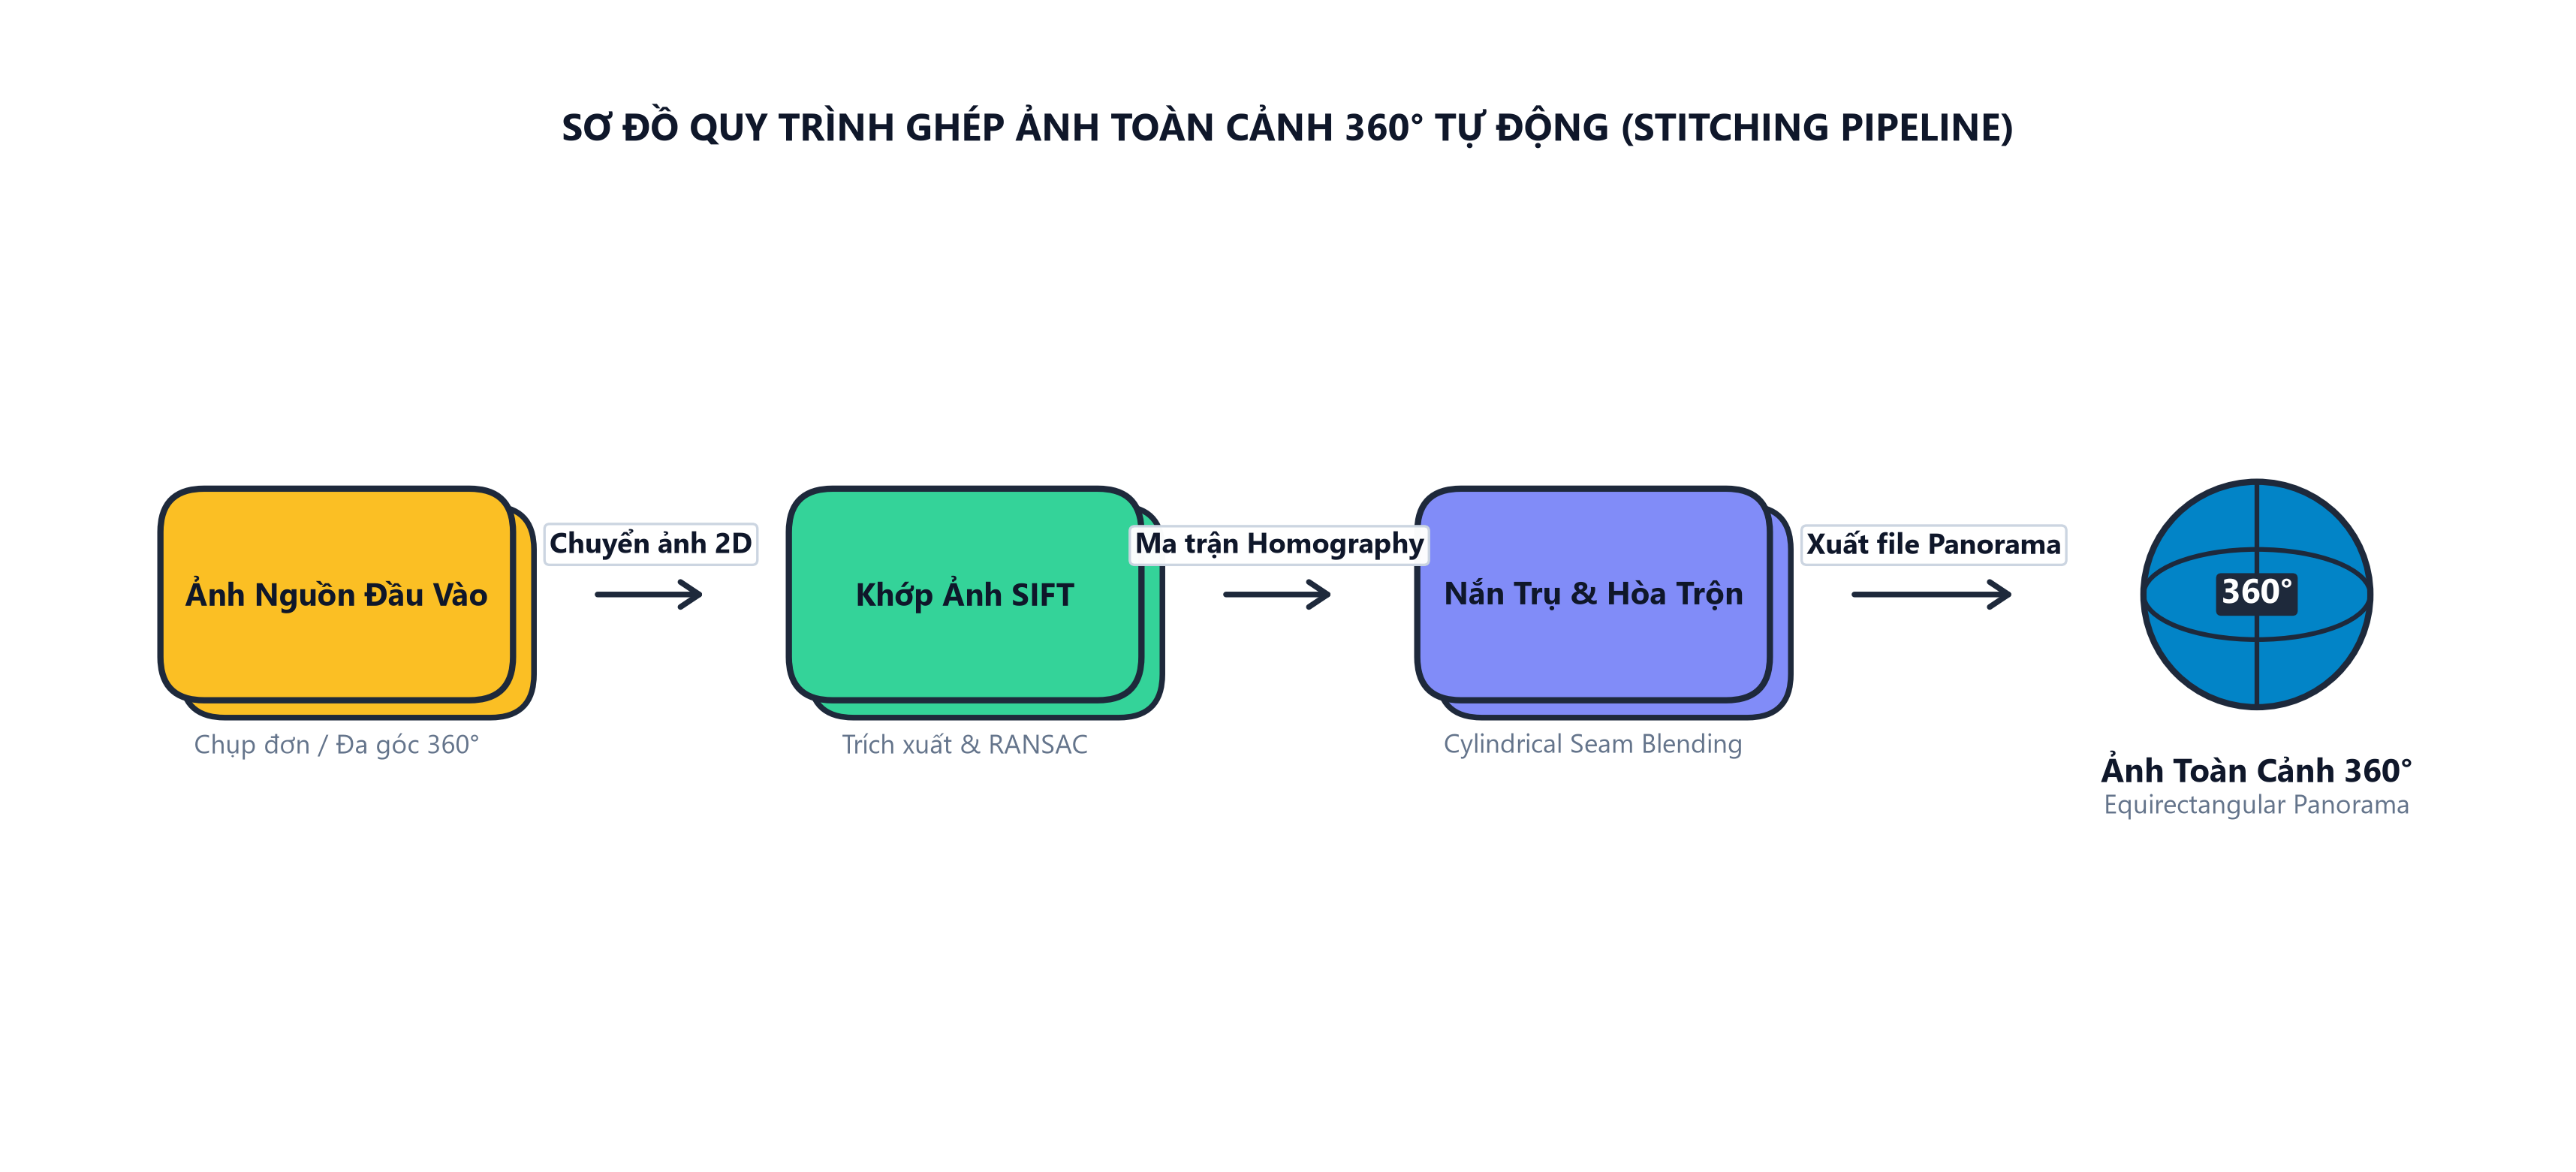 SƠ ĐỒ QUY TRÌNH GHÉP ẢNH TOÀN CẢNH 360° TỰ ĐỘNG (STITCHING PIPELINE)
Ảnh Nguồn Đầu Vào
Chụp đơn / Đa góc 360°
Chuyển ảnh 2D
Khớp Ảnh SIFT
Trích xuất & RANSAC
Ma trận Homography
Nắn Trụ & Hòa Trộn
Cylindrical Seam Blending
Xuất file Panorama
360°
Ảnh Toàn Cảnh 360°
Equirectangular Panorama